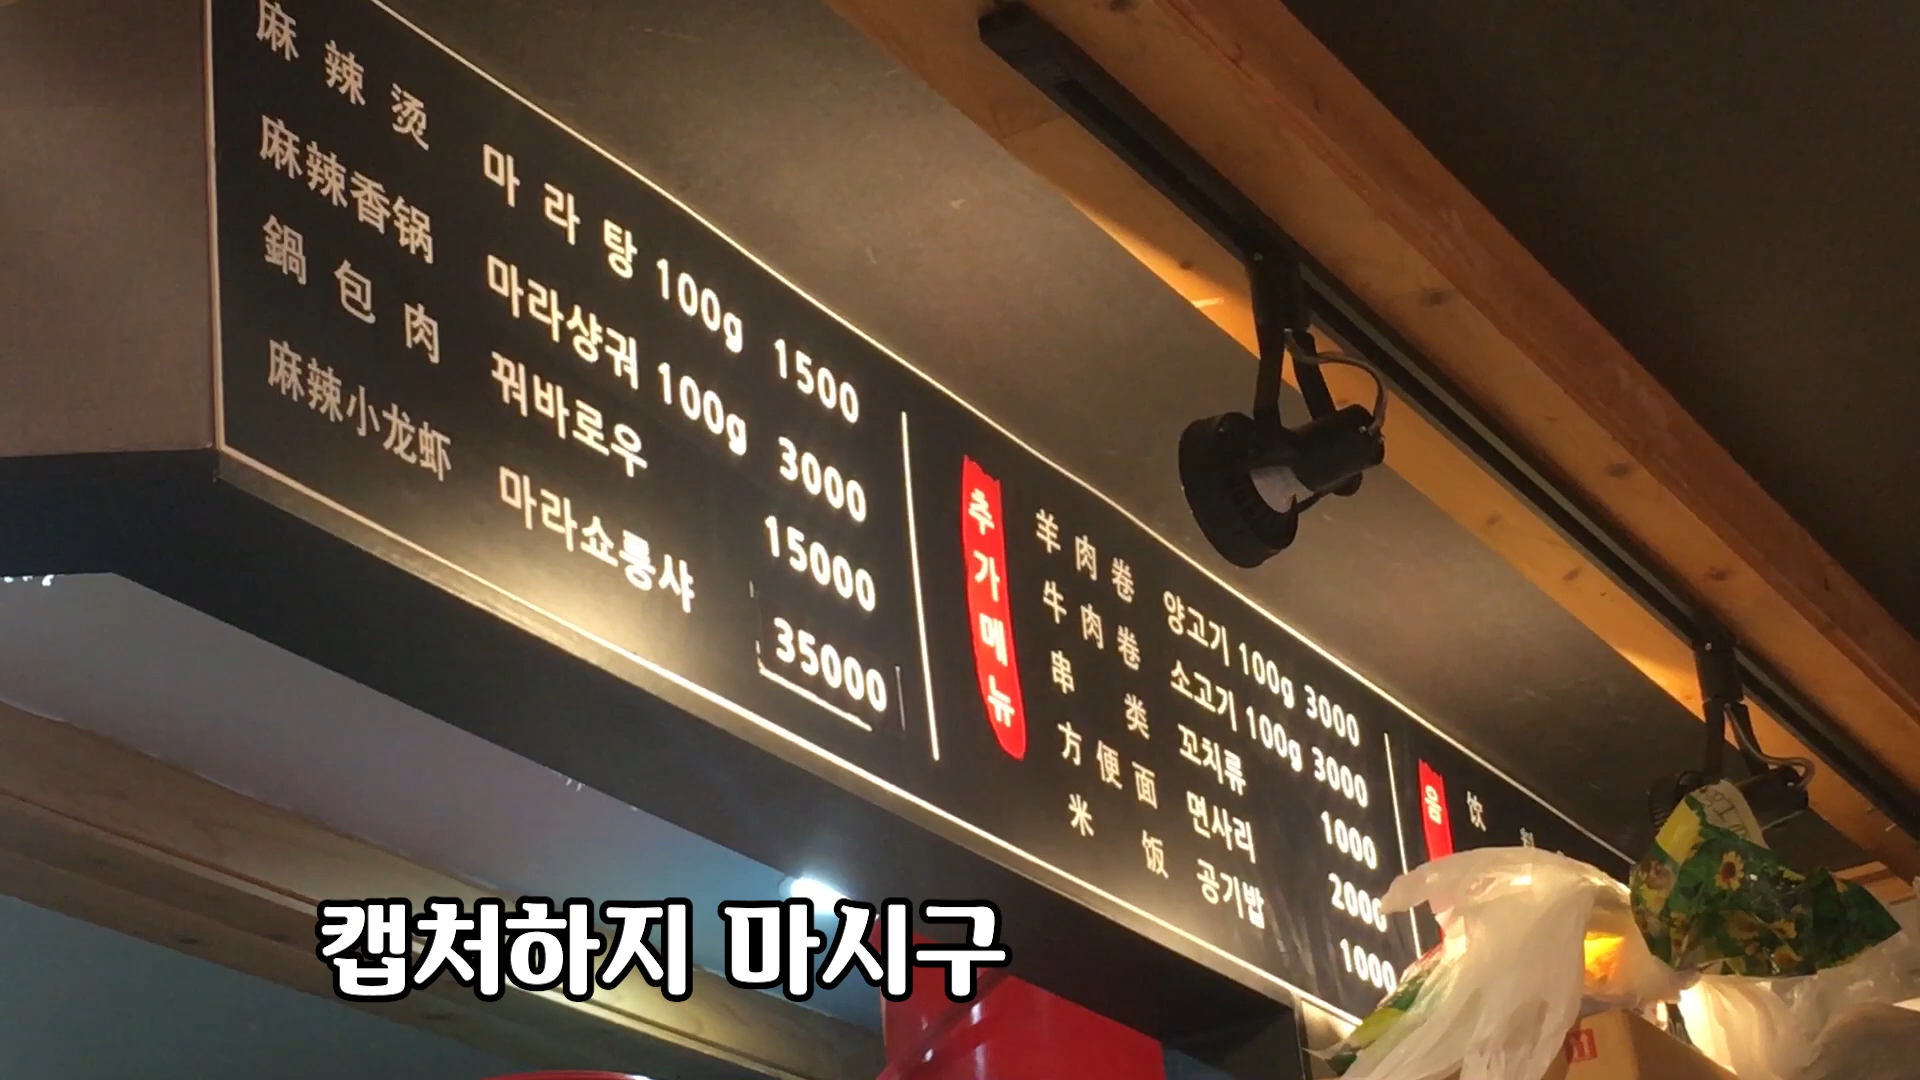 麻辣烫 마라탕 100g 1500
麻辣香锅 마라샹궈 100g 3000
鍋包肉 꿔바로우 15000
麻辣小龙虾 마라쇼룽샤 35000
추가메뉴
羊肉卷 양고기 100g 3000
牛肉卷 소고기 100g 3000
串类 꼬치류 1000
方便面 면사리 2000
米饭 공기밥 1000
음
饮
캡처하지 마시구